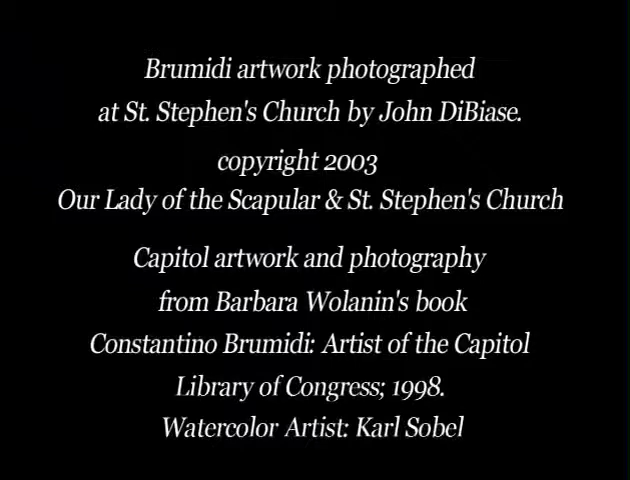 Brumidi artwork photographed
at St. Stephen's Church by John DiBiase.
copyright 2003
Our Lady of the Scapular & St. Stephen's Church
Capitol artwork and photography
from Barbara Wolanin's book
Constantino Brumidi: Artist of the Capitol
Library of Congress; 1998.
Watercolor Artist: Karl Sobel